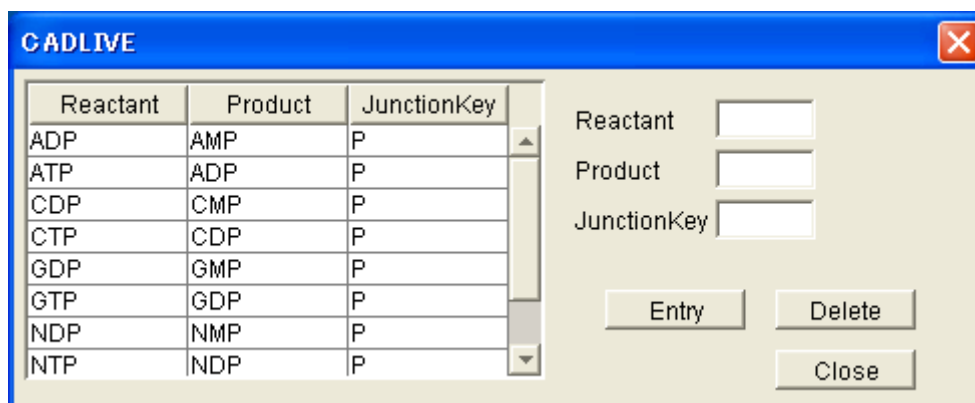 CADLIVE
Reactant Product JunctionKey
ADP AMP P
ATP ADP P
CDP CMP P
CTP CDP P
GDP GMP P
GTP GDP P
NDP NMP P
NTP NDP P
Reactant
Product
JunctionKey
Entry Delete
Close